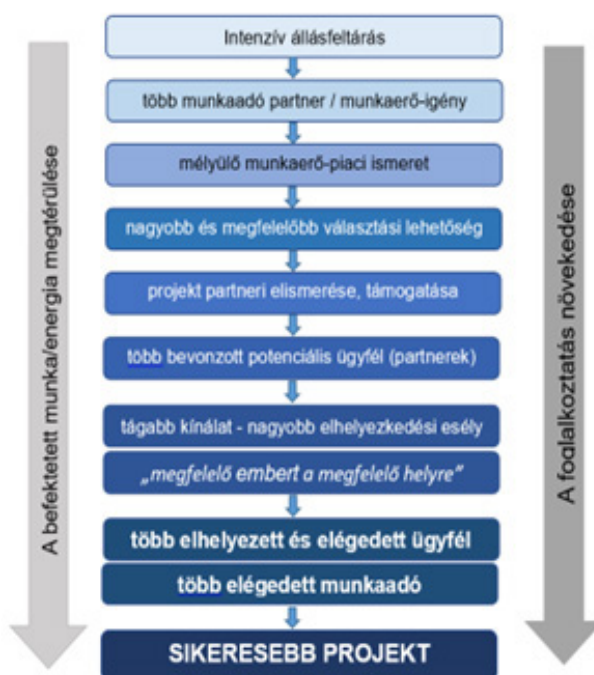 Intenzív állásfeltárás
több munkaadó partner / munkaerő-igény
mélyülő munkaerő-piaci ismeret
nagyobb és megfelelőbb választási lehetőség
projekt partneri elismerése, támogatása
több bevonzott potenciális ügyfél (partnerek)
tágabb kínálat - nagyobb elhelyezkedési esély
„megfelelő embert a megfelelő helyre”
több elhelyezett és elégedett ügyfél
több elégedett munkaadó
SIKERESEBB PROJEKT
A befektetett munka/energia megtérülése
A foglalkoztatás növekedése